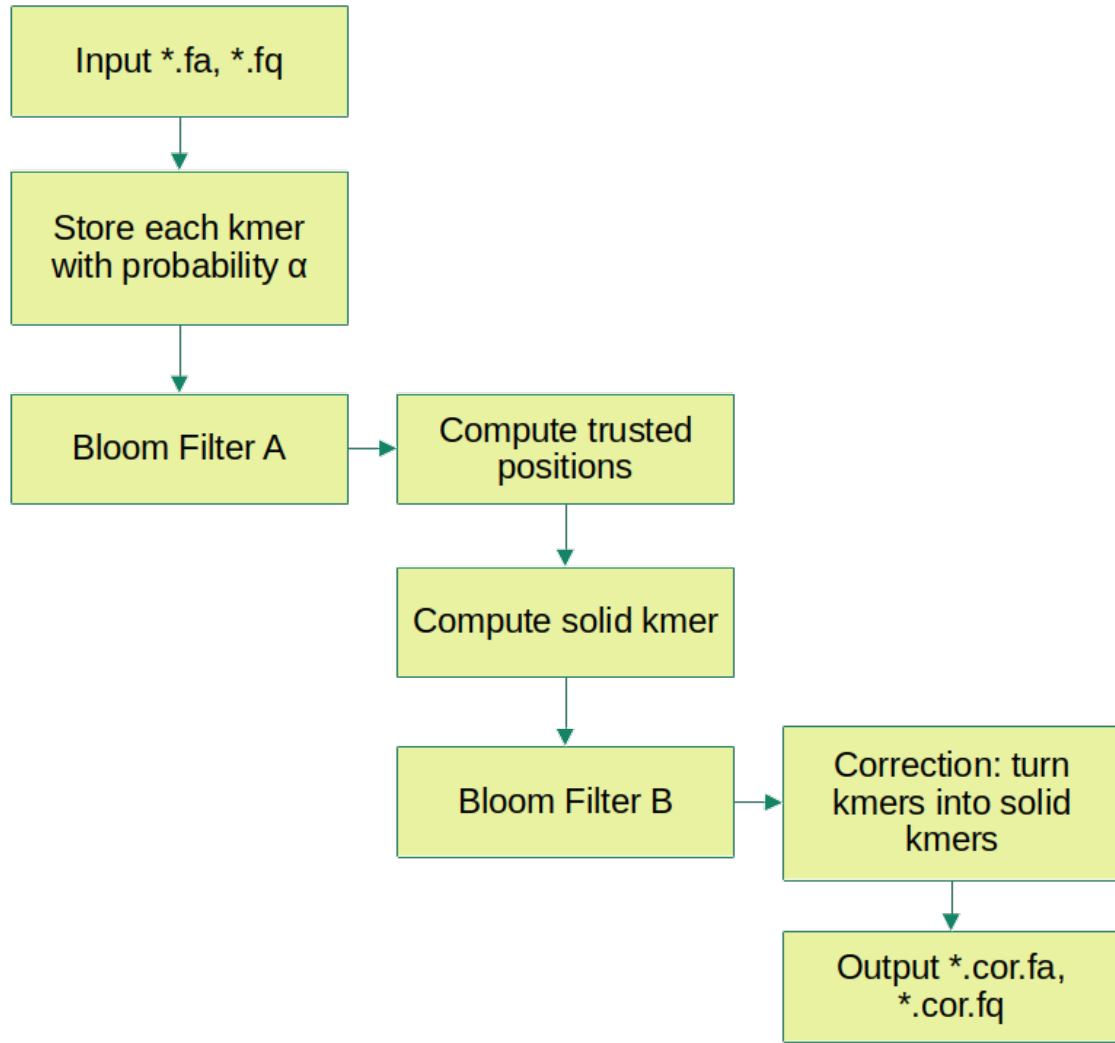 Input *.fa, *.fq
Store each kmer
with probability α
Bloom Filter A
Compute trusted
positions
Compute solid kmer
Bloom Filter B
Correction: turn
kmers into solid
kmers
Output *.cor.fa,
*.cor.fq